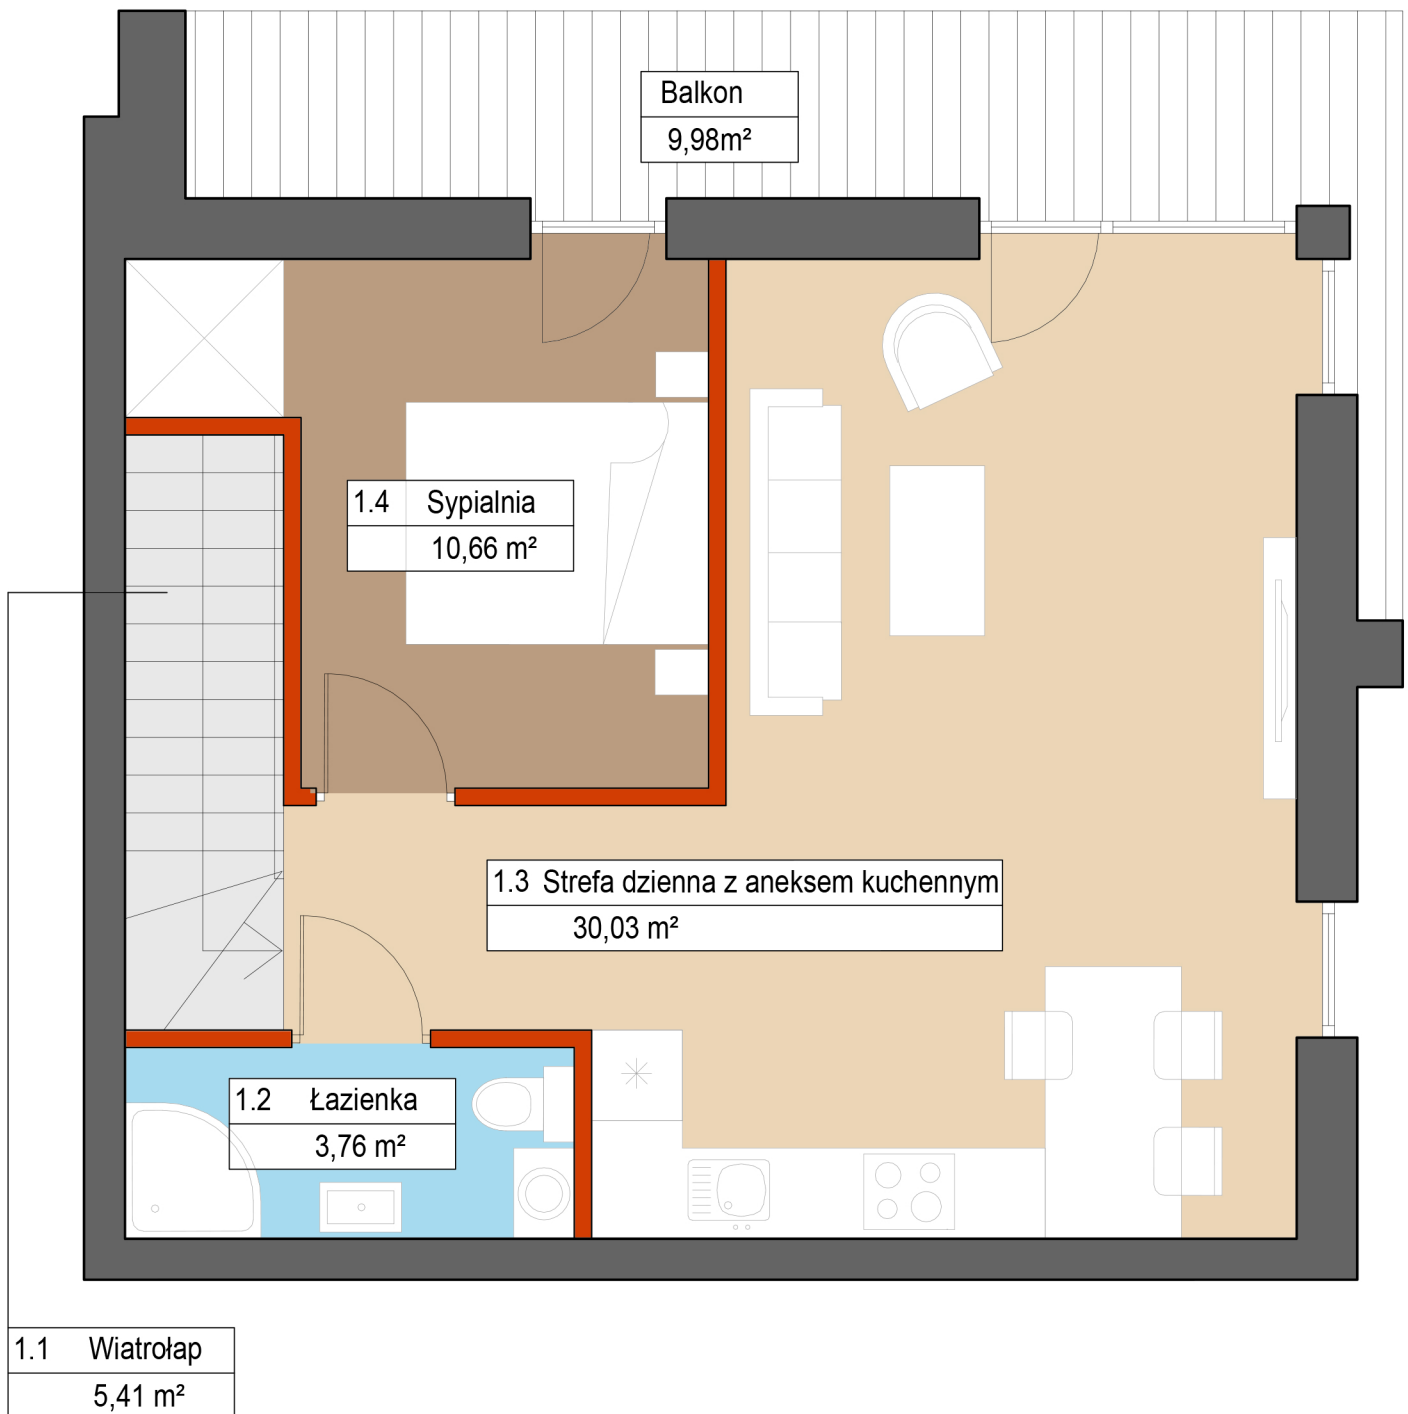 Balkon
9,98m²
1.4 Sypialnia
10,66 m²
1.3 Strefa dzienna z aneksem kuchennym
30,03 m²
1.2 Łazienka
3,76 m²
1.1 Wiatrołap
5,41 m²